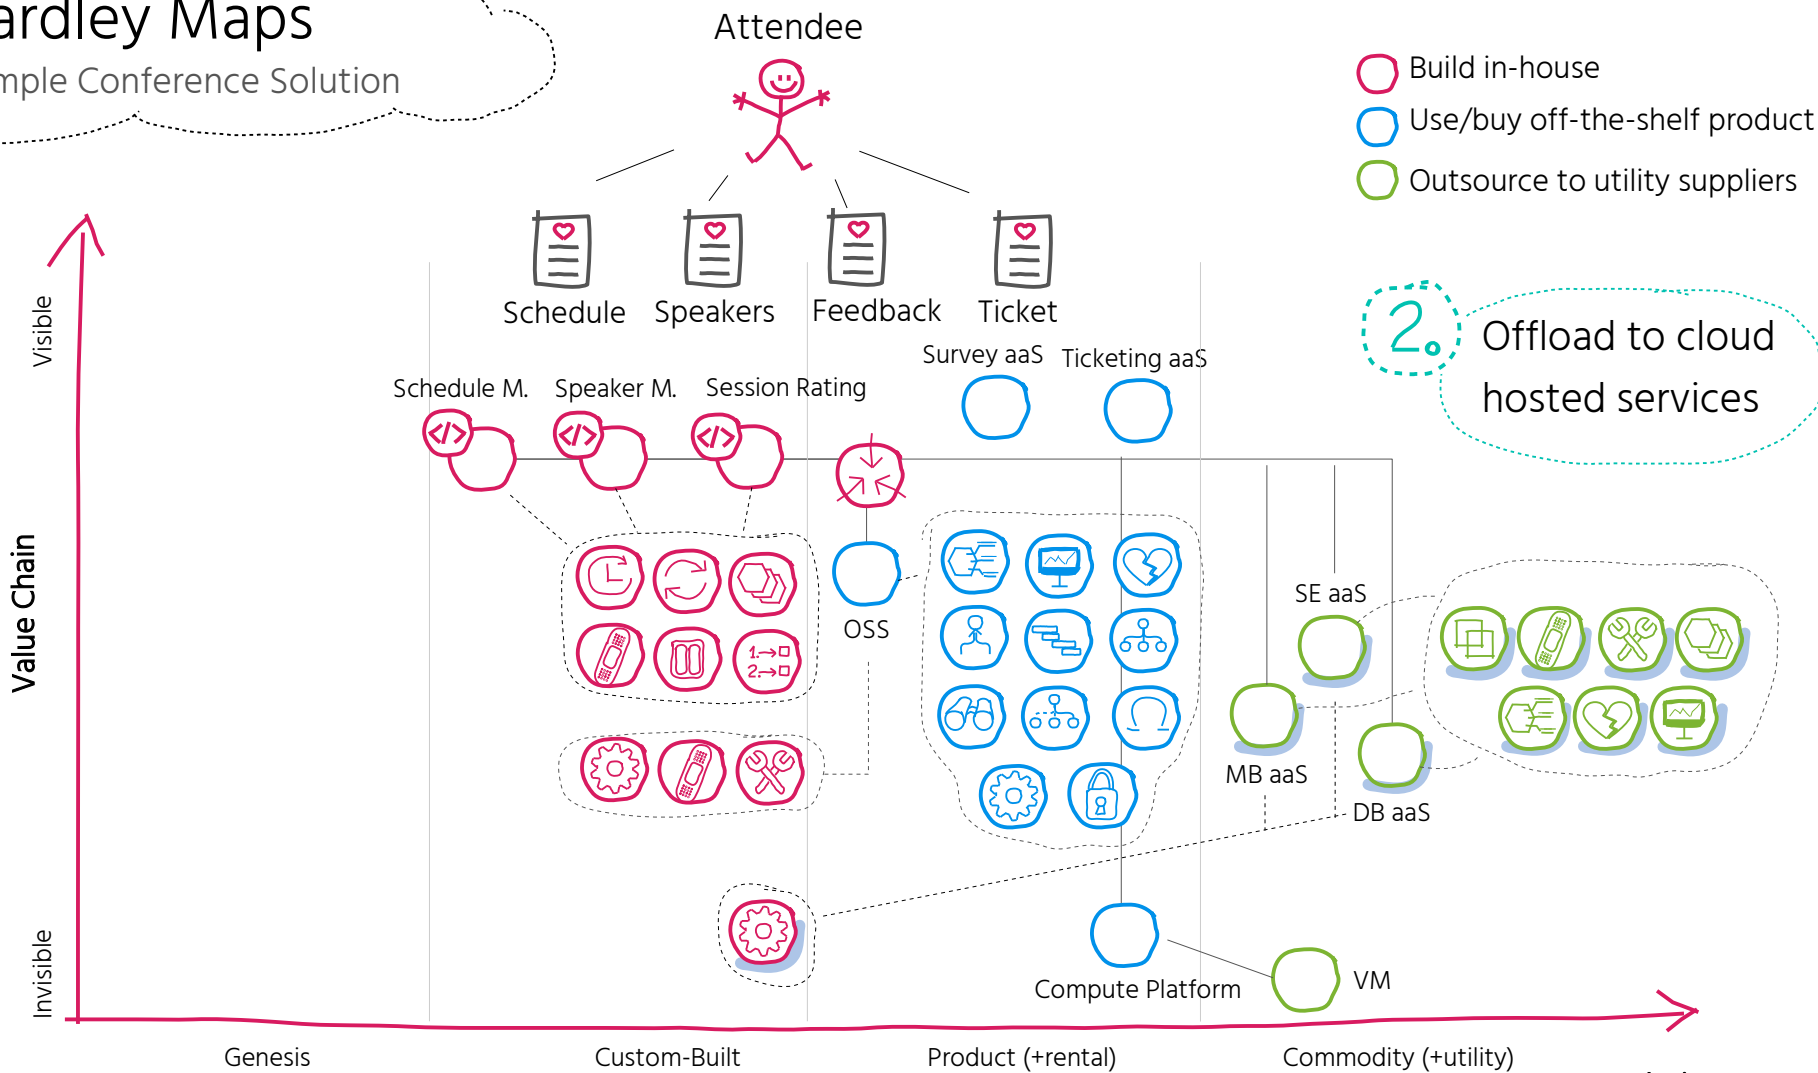 ardley Maps
mple Conference Solution
Attendee
Build in-house
Use/buy off-the-shelf product
Outsource to utility suppliers
Schedule
Speakers
Feedback
Ticket
2.
Offload to cloud
hosted services
Visible
Value Chain
Invisible
Survey aaS
Ticketing aaS
Schedule M.
Speaker M.
Session Rating
</>
</>
</>
OSS
1.→□
2.→□
SE aaS
MB aaS
DB aaS
Compute Platform
VM
Genesis
Custom-Built
Product (+rental)
Commodity (+utility)